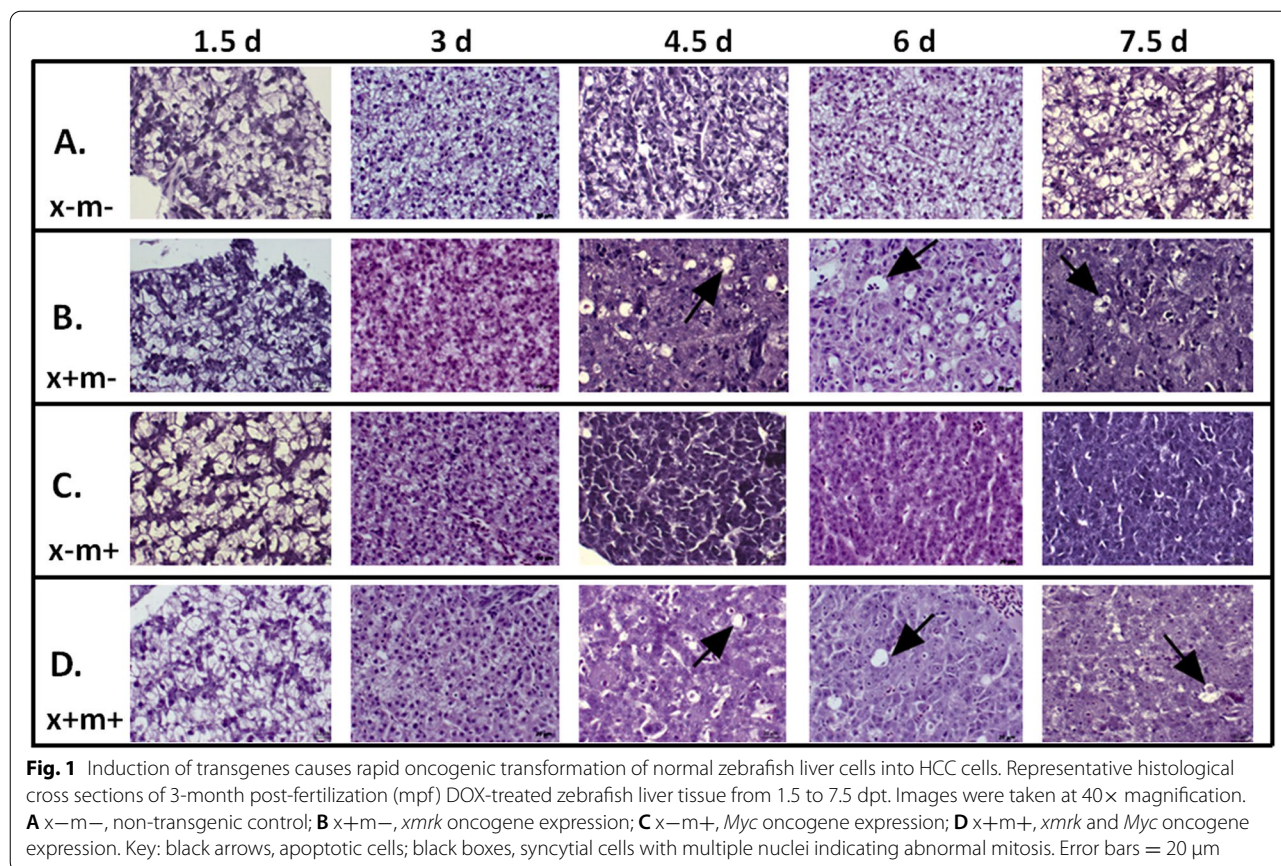 1.5 d 3 d 4.5 d 6 d 7.5 d
A.
x-m-
B.
x+m-
C.
x-m+
D.
x+m+
Fig. 1 Induction of transgenes causes rapid oncogenic transformation of normal zebrafish liver cells into HCC cells. Representative histological
cross sections of 3-month post-fertilization (mpf) DOX-treated zebrafish liver tissue from 1.5 to 7.5 dpt. Images were taken at 40× magnification.
A x−m−, non-transgenic control; B x+m−, xmrk oncogene expression; C x−m+, Myc oncogene expression; D x+m+, xmrk and Myc oncogene
expression. Key: black arrows, apoptotic cells; black boxes, syncytial cells with multiple nuclei indicating abnormal mitosis. Error bars = 20 μm